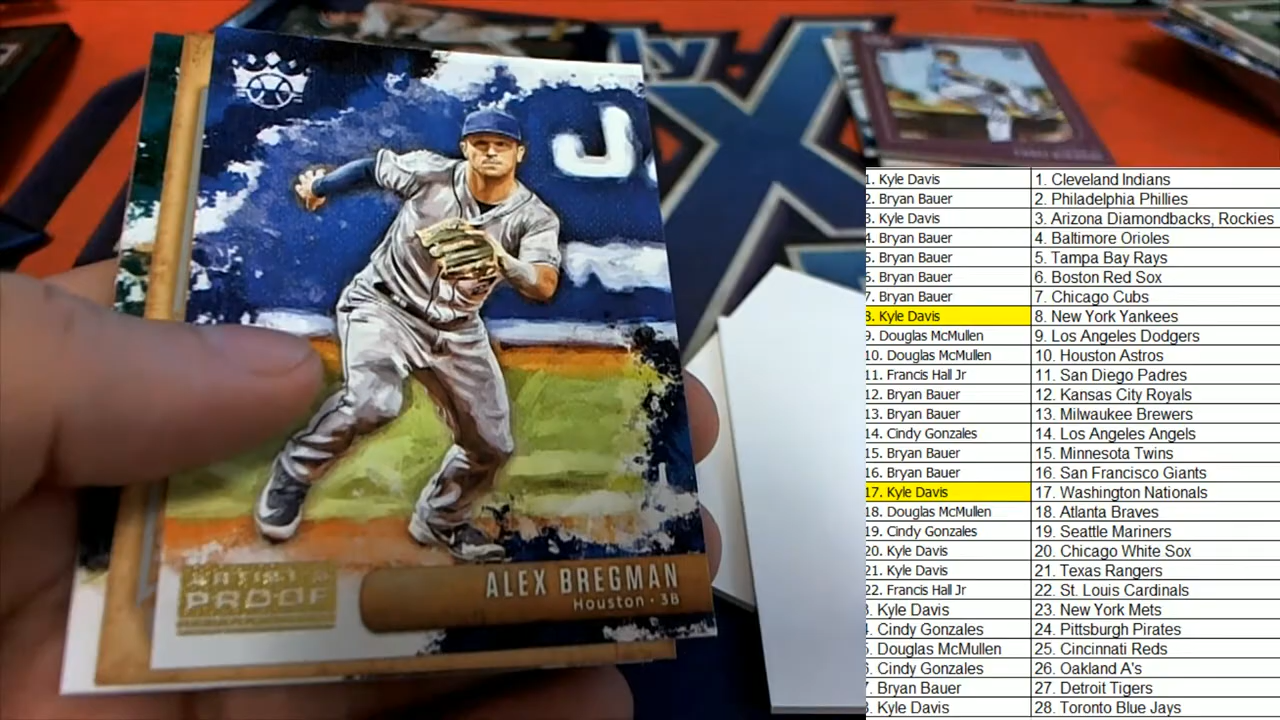 ALEX BREGMAN
Houston · 3B
ARTIST'S
PROOF
1. Kyle Davis 1. Cleveland Indians
2. Bryan Bauer 2. Philadelphia Phillies
3. Kyle Davis 3. Arizona Diamondbacks, Rockies
4. Bryan Bauer 4. Baltimore Orioles
5. Bryan Bauer 5. Tampa Bay Rays
6. Bryan Bauer 6. Boston Red Sox
7. Bryan Bauer 7. Chicago Cubs
8. Kyle Davis 8. New York Yankees
9. Douglas McMullen 9. Los Angeles Dodgers
10. Douglas McMullen 10. Houston Astros
11. Francis Hall Jr 11. San Diego Padres
12. Bryan Bauer 12. Kansas City Royals
13. Bryan Bauer 13. Milwaukee Brewers
14. Cindy Gonzales 14. Los Angeles Angels
15. Bryan Bauer 15. Minnesota Twins
16. Bryan Bauer 16. San Francisco Giants
17. Kyle Davis 17. Washington Nationals
18. Douglas McMullen 18. Atlanta Braves
19. Cindy Gonzales 19. Seattle Mariners
20. Kyle Davis 20. Chicago White Sox
21. Kyle Davis 21. Texas Rangers
22. Francis Hall Jr 22. St. Louis Cardinals
. Kyle Davis 23. New York Mets
. Cindy Gonzales 24. Pittsburgh Pirates
. Douglas McMullen 25. Cincinnati Reds
. Cindy Gonzales 26. Oakland A's
. Bryan Bauer 27. Detroit Tigers
. Kyle Davis 28. Toronto Blue Jays